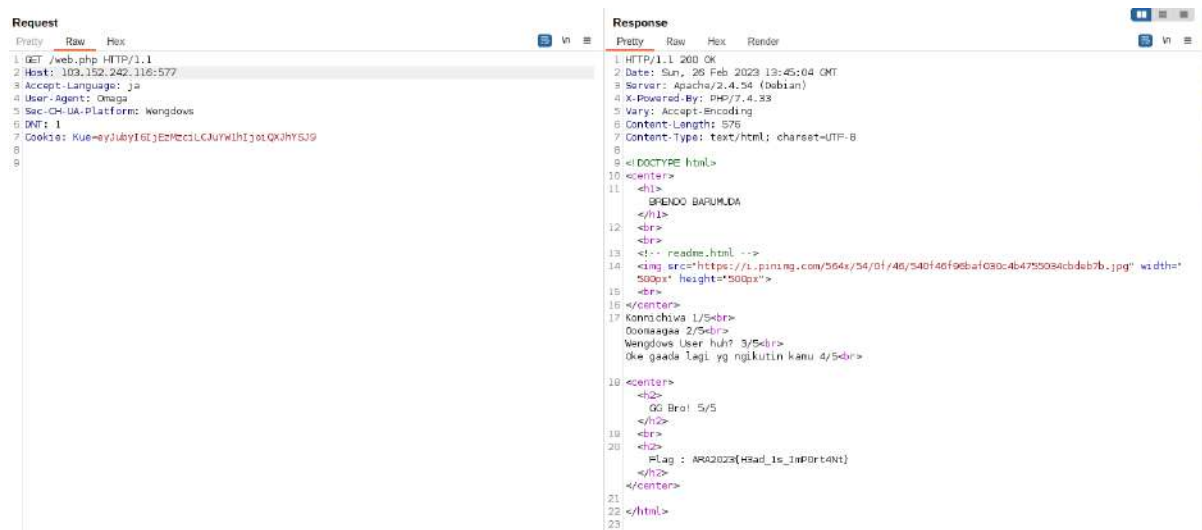 Request
Pretty Raw Hex
\n
1 GET /web.php HTTP/1.1
2 Host: 103.152.242.116:577
3 Accept-Language: ja
4 User-Agent: Omaga
5 Sec-CH-UA-Platform: Wengdows
6 DNT: 1
7 Cookie: Kue=eyJubyI6IjEzMzciLCJuYW1hIjoiQXJhYSJ9
8
9
Response
Pretty Raw Hex Render
\n
1 HTTP/1.1 200 OK
2 Date: Sun, 26 Feb 2023 13:45:04 GMT
3 Server: Apache/2.4.54 (Debian)
4 X-Powered-By: PHP/7.4.33
5 Vary: Accept-Encoding
6 Content-Length: 576
7 Content-Type: text/html; charset=UTF-8
8
9 <!DOCTYPE html>
10 <center>
11 <h1>
BRENDO BARUMUDA
</h1>
12 <br>
<br>
13 <!-- readme.html -->
14 <img src="https://i.pinimg.com/564x/54/0f/46/540f46f96baf030c4b4755034cbdeb7b.jpg" width="
500px" height="500px">
15 <br>
16 </center>
17 Konnichiwa 1/5<br>
Ooomaagaa 2/5<br>
Wengdows User huh? 3/5<br>
Oke gaada lagi yg ngikutin kamu 4/5<br>
18 <center>
<h2>
GG Bro! 5/5
</h2>
19 <br>
20 <h2>
Flag : ARA2023{H3ad_1s_ImP0rt4Nt}
</h2>
</center>
21
22 </html>
23